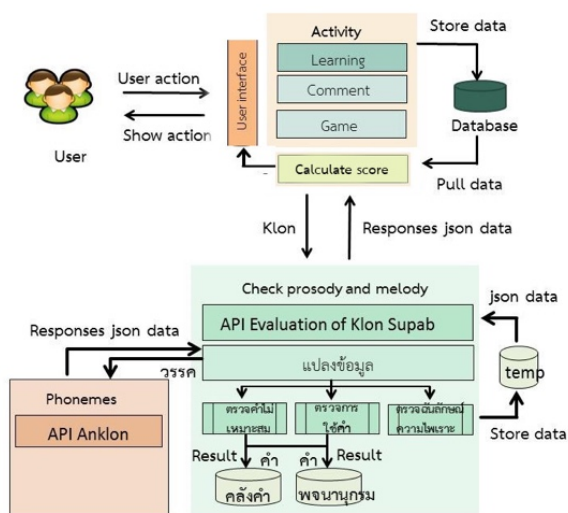 Activity
Store data
Learning
User action
User interface
Comment
Show action
Game
Database
User
Calculate score
Pull data
Klon
Responses json data
Check prosody and melody
json data
API Evaluation of Klon Supab
Responses json data
วรรค
แปลงข้อมูล
temp
Phonemes
API Anklon
ตรวจคำไม่
เหมาะสม
ตรวจการ
ใช้คำ
ตรวจฉันลักษณ์
ความไพเราะ
Store data
Result
คำ
คำ
Result
คลังคำ
พจนานุกรม